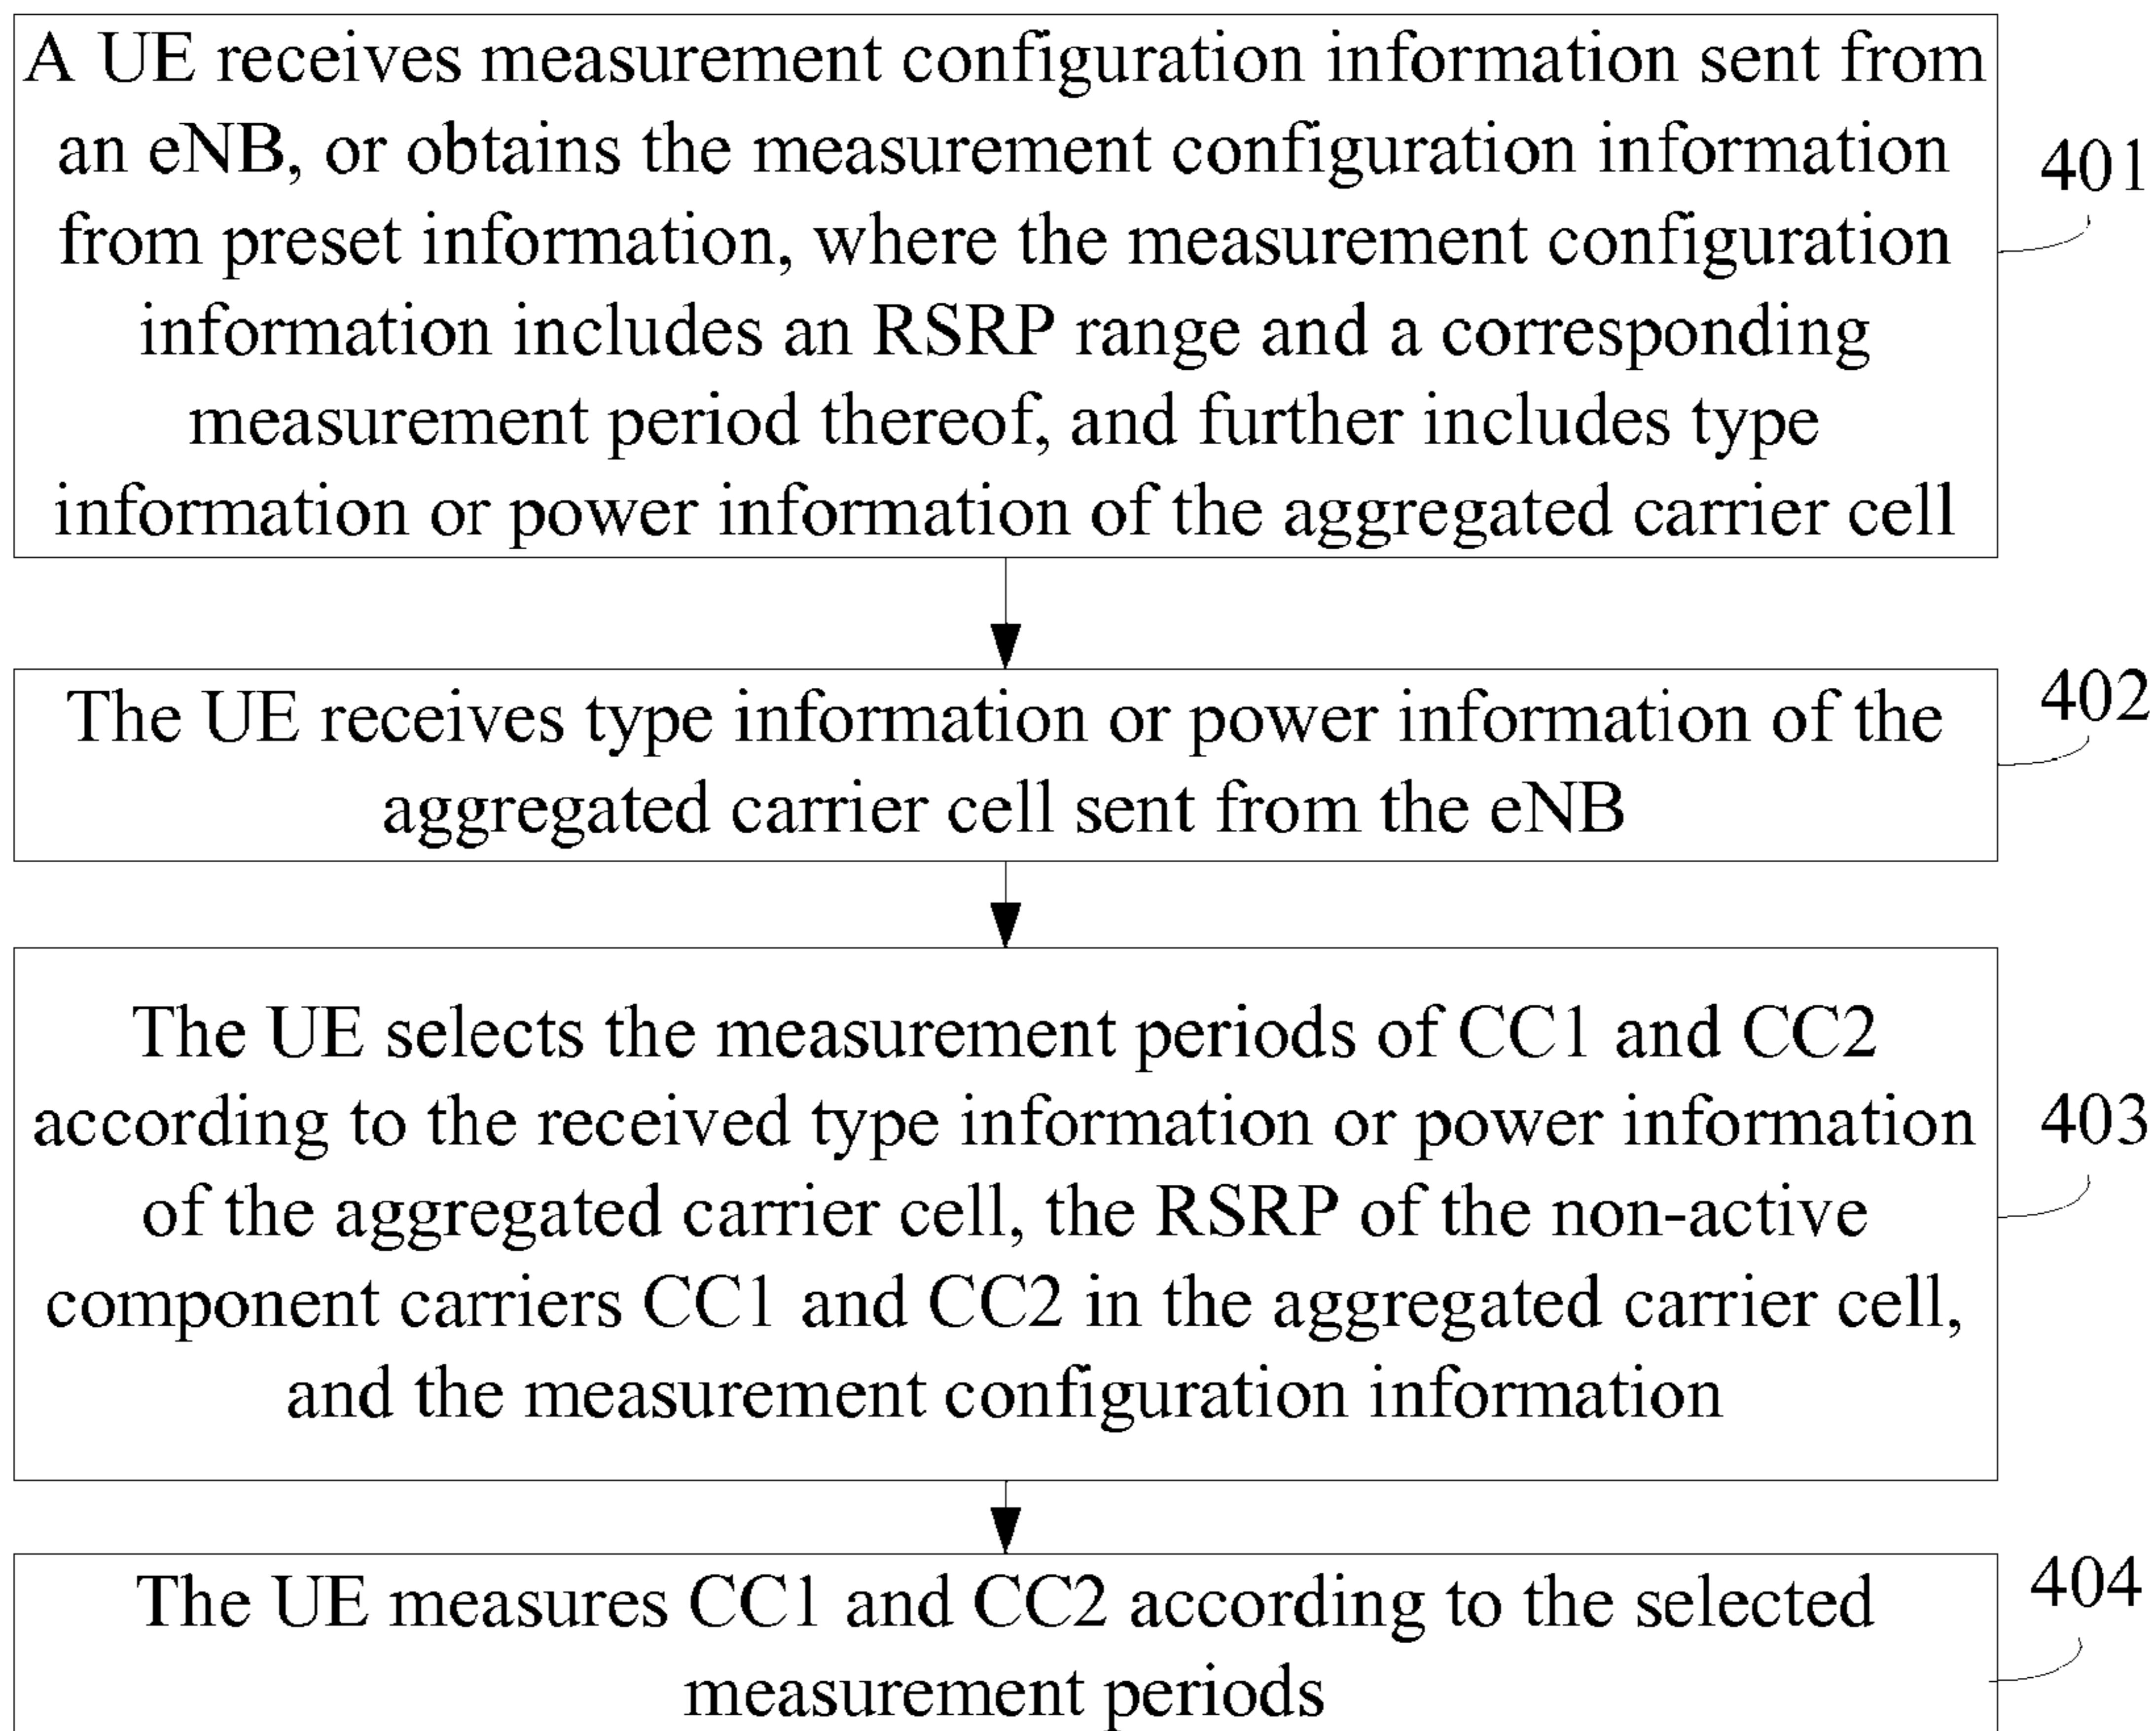 A UE receives measurement configuration information sent from
an eNB, or obtains the measurement configuration information
from preset information, where the measurement configuration
information includes an RSRP range and a corresponding
measurement period thereof, and further includes type
information or power information of the aggregated carrier cell
401
The UE receives type information or power information of the
aggregated carrier cell sent from the eNB
402
The UE selects the measurement periods of CC1 and CC2
according to the received type information or power information
of the aggregated carrier cell, the RSRP of the non-active
component carriers CC1 and CC2 in the aggregated carrier cell,
and the measurement configuration information
403
The UE measures CC1 and CC2 according to the selected
measurement periods
404